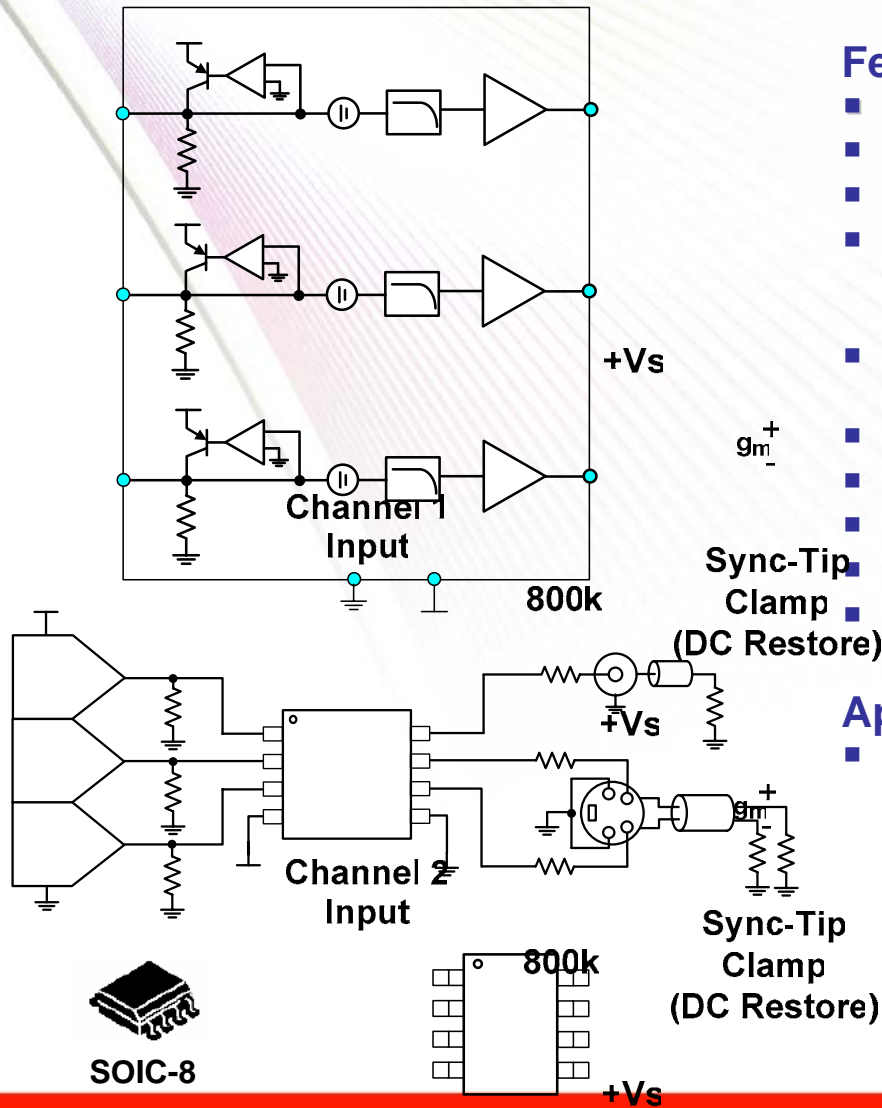 Fe
+Vs
+
gm
-
Channel 1
Input
Sync-Tip
Clamp
(DC Restore)
800k
+Vs
Ap
+
gm
-
Channel 2
Input
Sync-Tip
Clamp
(DC Restore)
800k
SOIC-8
+Vs